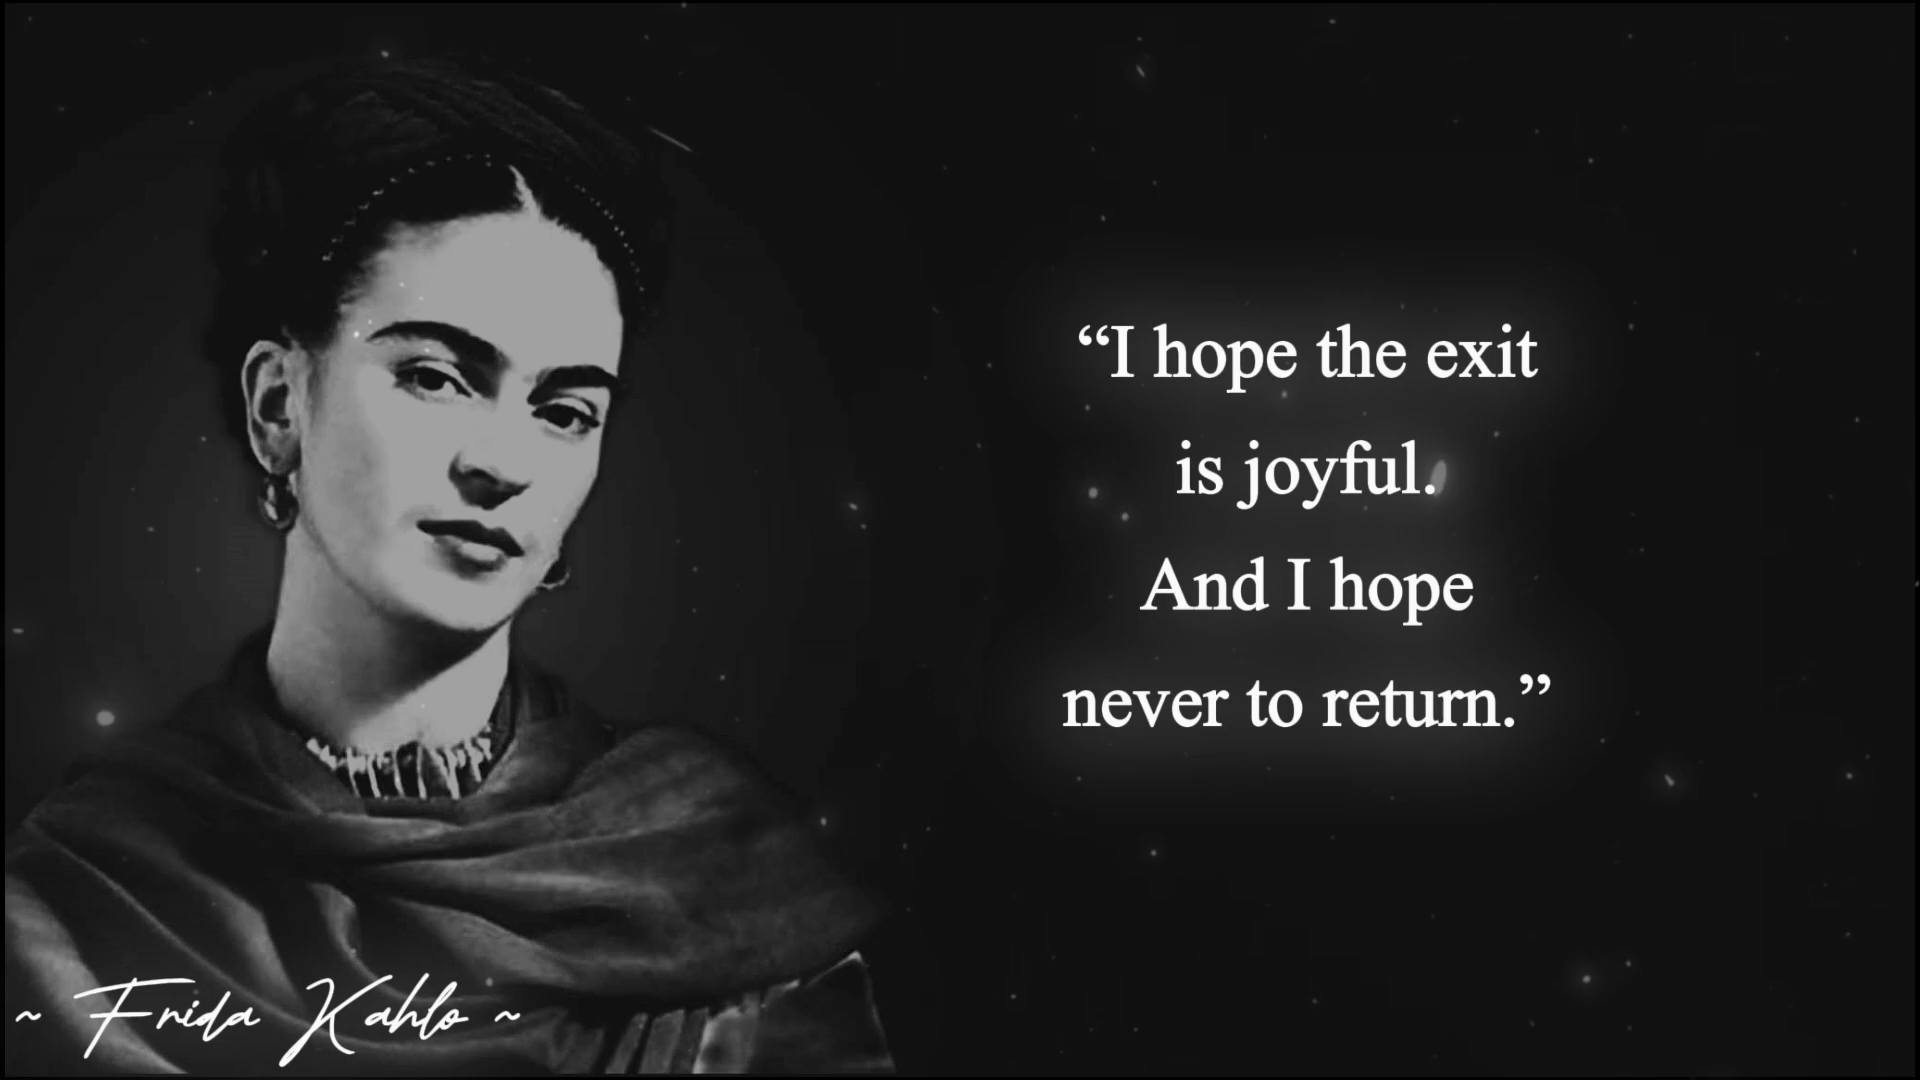 “I hope the exit
is joyful.
And I hope
never to return.”
~ Frida Kahlo ~